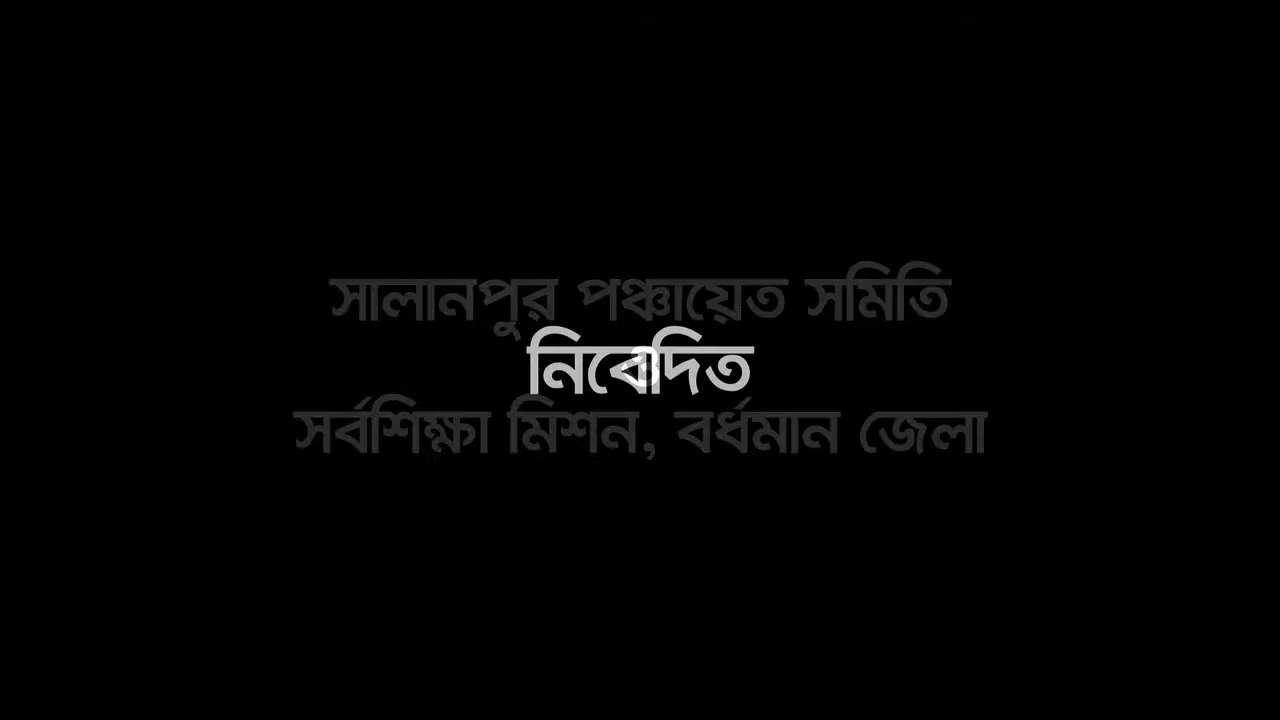 সালানপুর পঞ্চায়েত সমিতি
নিবেদিত
সর্বশিক্ষা মিশন, বর্ধমান জেলা